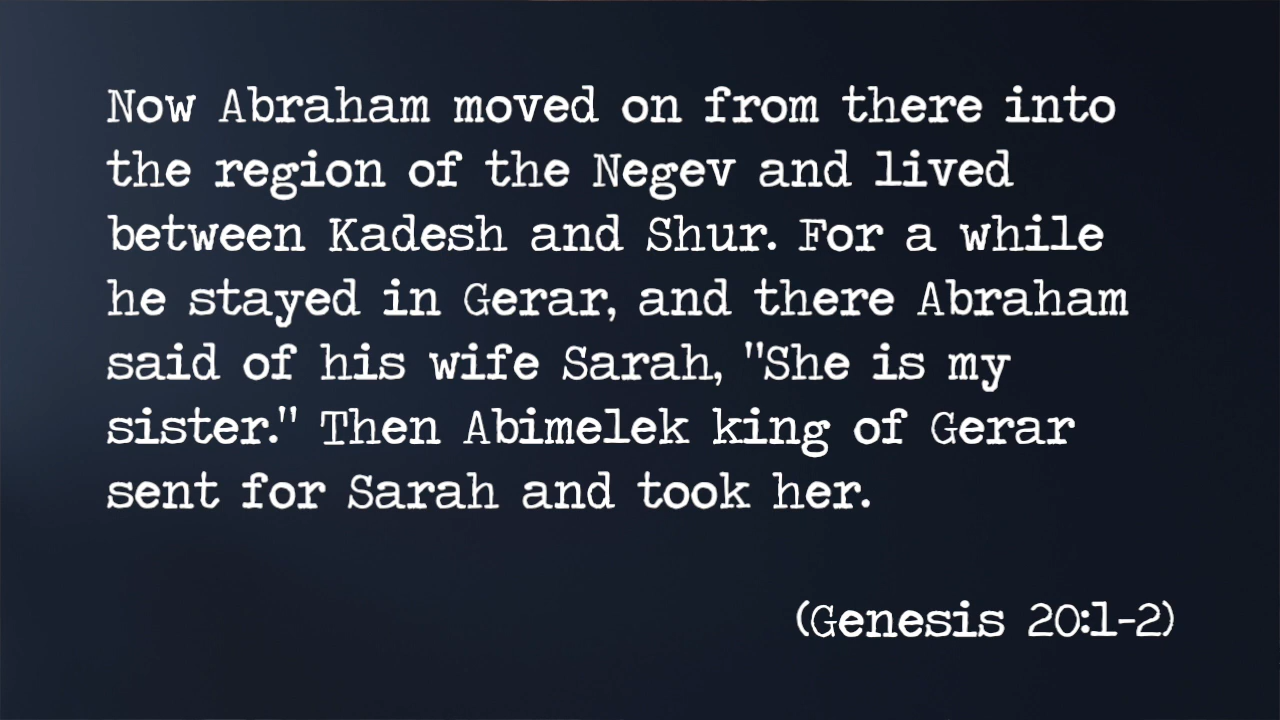 Now Abraham moved on from there into
the region of the Negev and lived
between Kadesh and Shur. For a while
he stayed in Gerar, and there Abraham
said of his wife Sarah, "She is my
sister." Then Abimelek king of Gerar
sent for Sarah and took her.
(Genesis 20:1-2)